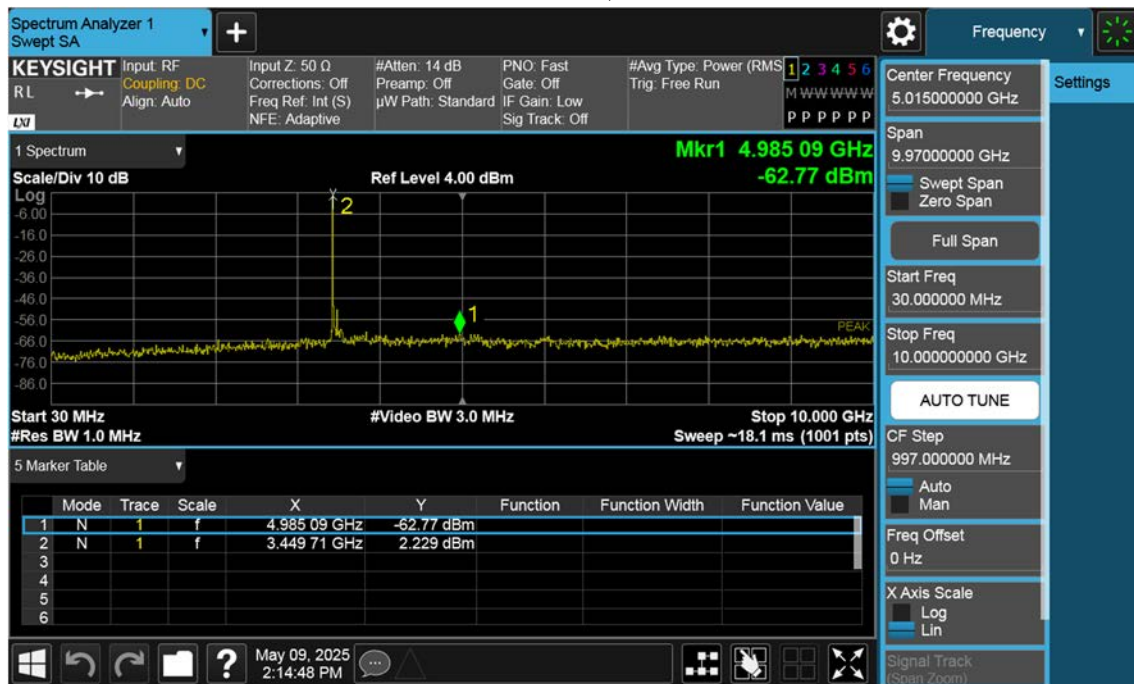 Spectrum Analyzer 1
Swept SA
Frequency
KEYSIGHT
RL
LXI
Input: RF
Coupling: DC
Align: Auto
Input Z: 50 Ω
Corrections: Off
Freq Ref: Int (S)
NFE: Adaptive
#Atten: 14 dB
Preamp: Off
µW Path: Standard
PNO: Fast
Gate: Off
IF Gain: Low
Sig Track: Off
#Avg Type: Power (RMS
Trig: Free Run
1 2 3 4 5 6
M W W W W W
P P P P P P
1 Spectrum
Mkr1 4.985 09 GHz
-62.77 dBm
Scale/Div 10 dB
Ref Level 4.00 dBm
Log
-6.00
-16.0
-26.0
-36.0
-46.0
-56.0
-66.0
-76.0
-86.0
2
1
PEAK
Start 30 MHz
#Video BW 3.0 MHz
Stop 10.000 GHz
#Res BW 1.0 MHz
Sweep ~18.1 ms (1001 pts)
5 Marker Table
Mode Trace Scale X Y Function Function Width Function Value
1 N 1 f 4.985 09 GHz -62.77 dBm
2 N 1 f 3.449 71 GHz 2.229 dBm
3
4
5
6
?
May 09, 2025
2:14:48 PM
Center Frequency
5.015000000 GHz
Span
9.97000000 GHz
Swept Span
Zero Span
Full Span
Start Freq
30.000000 MHz
Stop Freq
10.000000000 GHz
AUTO TUNE
CF Step
997.000000 MHz
Auto
Man
Freq Offset
0 Hz
X Axis Scale
Log
Lin
Signal Track
(Span Zoom)
Settings